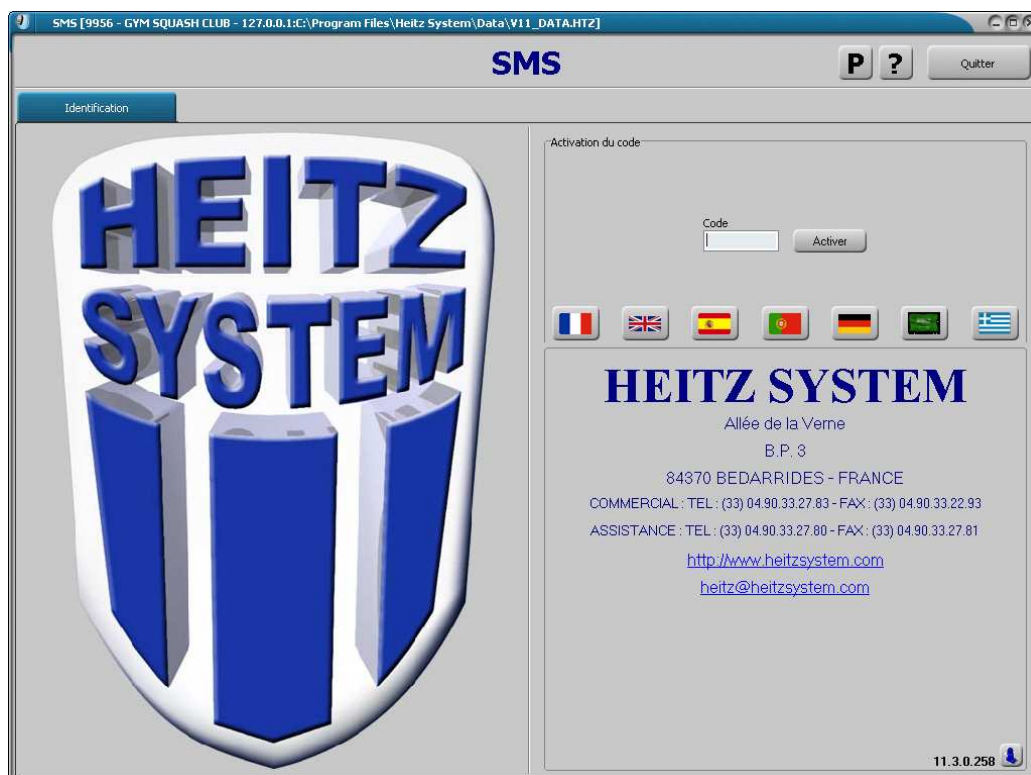 SMS [9956 - GYM SQUASH CLUB - 127.0.0.1:C:\Program Files\Heitz System\Data\V11_DATA.HTZ]
SMS
P ? Quitter
Identification
HEITZ
SYSTEM
Activation du code
Code
Activer
HEITZ SYSTEM
Allée de la Verne
B.P. 3
84370 BEDARRIDES - FRANCE
COMMERCIAL : TEL : (33) 04.90.33.27.83 - FAX : (33) 04.90.33.22.93
ASSISTANCE : TEL : (33) 04.90.33.27.80 - FAX : (33) 04.90.33.27.81
http://www.heitzsystem.com
heitz@heitzsystem.com
11.3.0.258